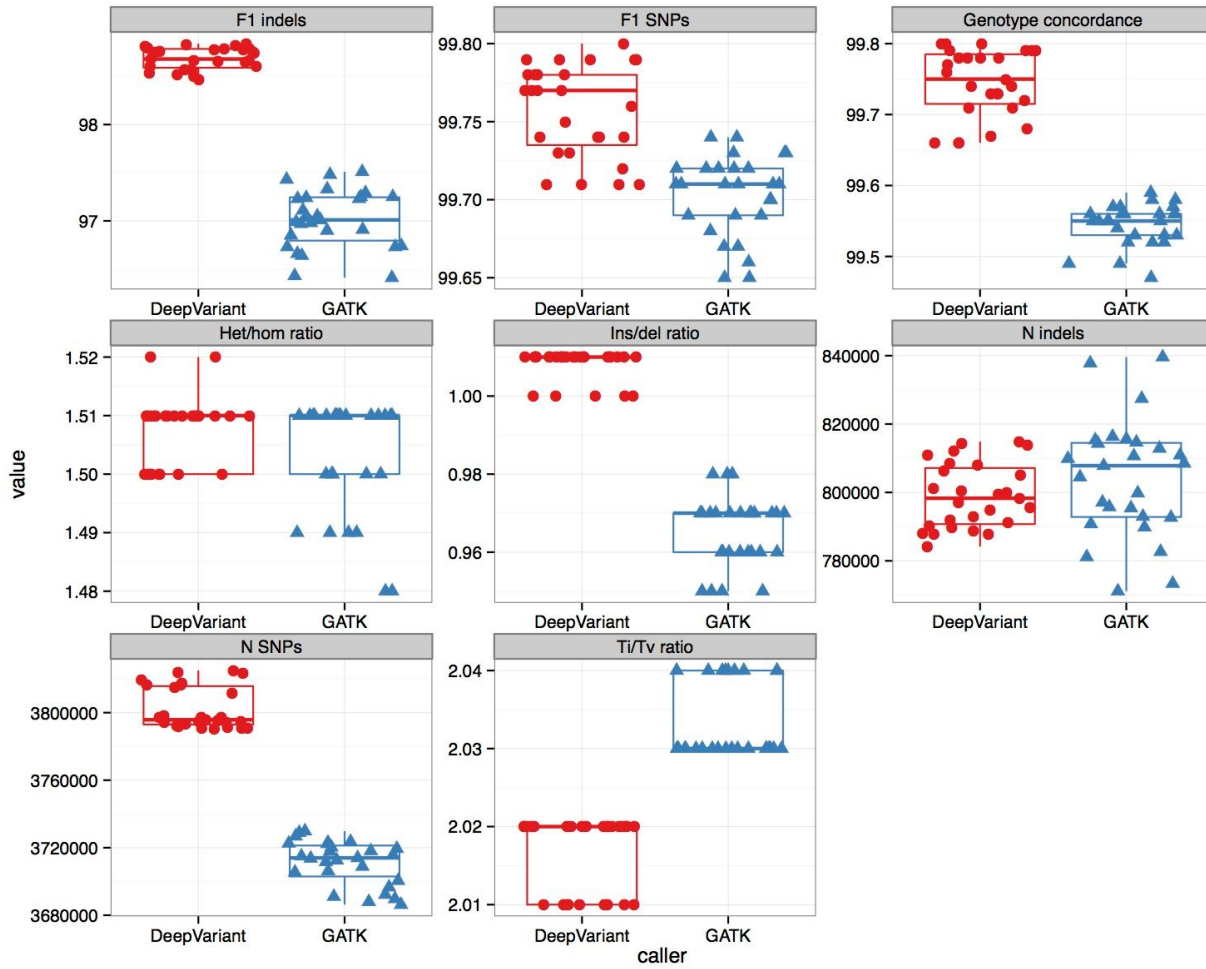 F1 indels
F1 SNPs
Genotype concordance
98
97
DeepVariant GATK
99.80
99.75
99.70
99.65
DeepVariant GATK
99.8
99.7
99.6
99.5
DeepVariant GATK
Het/hom ratio
Ins/del ratio
N indels
1.52
1.51
1.50
1.49
1.48
DeepVariant GATK
1.00
0.98
0.96
DeepVariant GATK
840000
820000
800000
780000
DeepVariant GATK
value
N SNPs
Ti/Tv ratio
3800000
3760000
3720000
3680000
DeepVariant GATK
2.04
2.03
2.02
2.01
DeepVariant GATK
caller